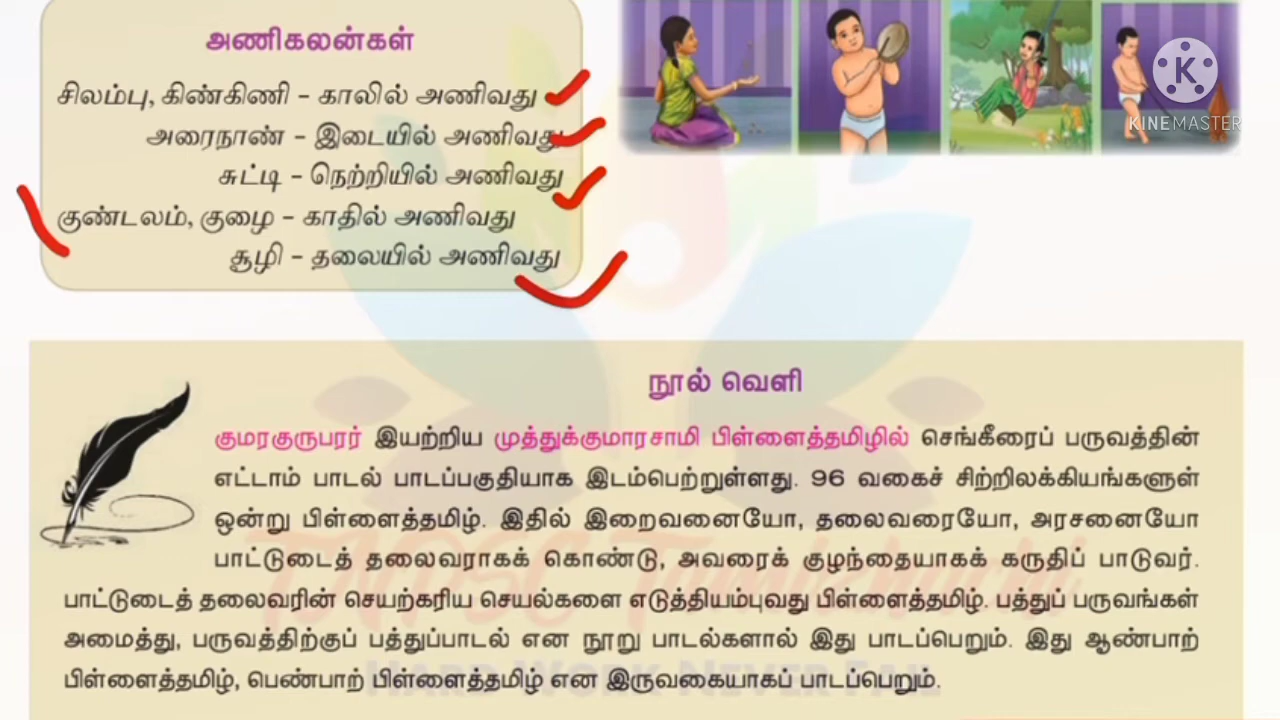 அணிகலன்கள்
சிலம்பு, கிண்கிணி – காலில் அணிவது
அரைநாண் – இடையில் அணிவது
சுட்டி – நெற்றியில் அணிவது
குண்டலம், குழை – காதில் அணிவது
சூழி – தலையில் அணிவது
K
KINEMASTER
நூல் வெளி
குமரகுருபரர் இயற்றிய முத்துக்குமாரசாமி பிள்ளைத்தமிழில் செங்கீரைப் பருவத்தின்
எட்டாம் பாடல் பாடப்பகுதியாக இடம்பெற்றுள்ளது. 96 வகைச் சிற்றிலக்கியங்களுள்
ஒன்று பிள்ளைத்தமிழ். இதில் இறைவனையோ, தலைவரையோ, அரசனையோ
பாட்டுடைத் தலைவராகக் கொண்டு, அவரைக் குழந்தையாகக் கருதிப் பாடுவர்.
பாட்டுடைத் தலைவரின் செயற்கரிய செயல்களை எடுத்தியம்புவது பிள்ளைத்தமிழ். பத்துப் பருவங்கள்
அமைத்து, பருவத்திற்குப் பத்துப்பாடல் என நூறு பாடல்களால் இது பாடப்பெறும். இது ஆண்பாற்
பிள்ளைத்தமிழ், பெண்பாற் பிள்ளைத்தமிழ் என இருவகையாகப் பாடப்பெறும்.
HARD WORK NEVER FAIL